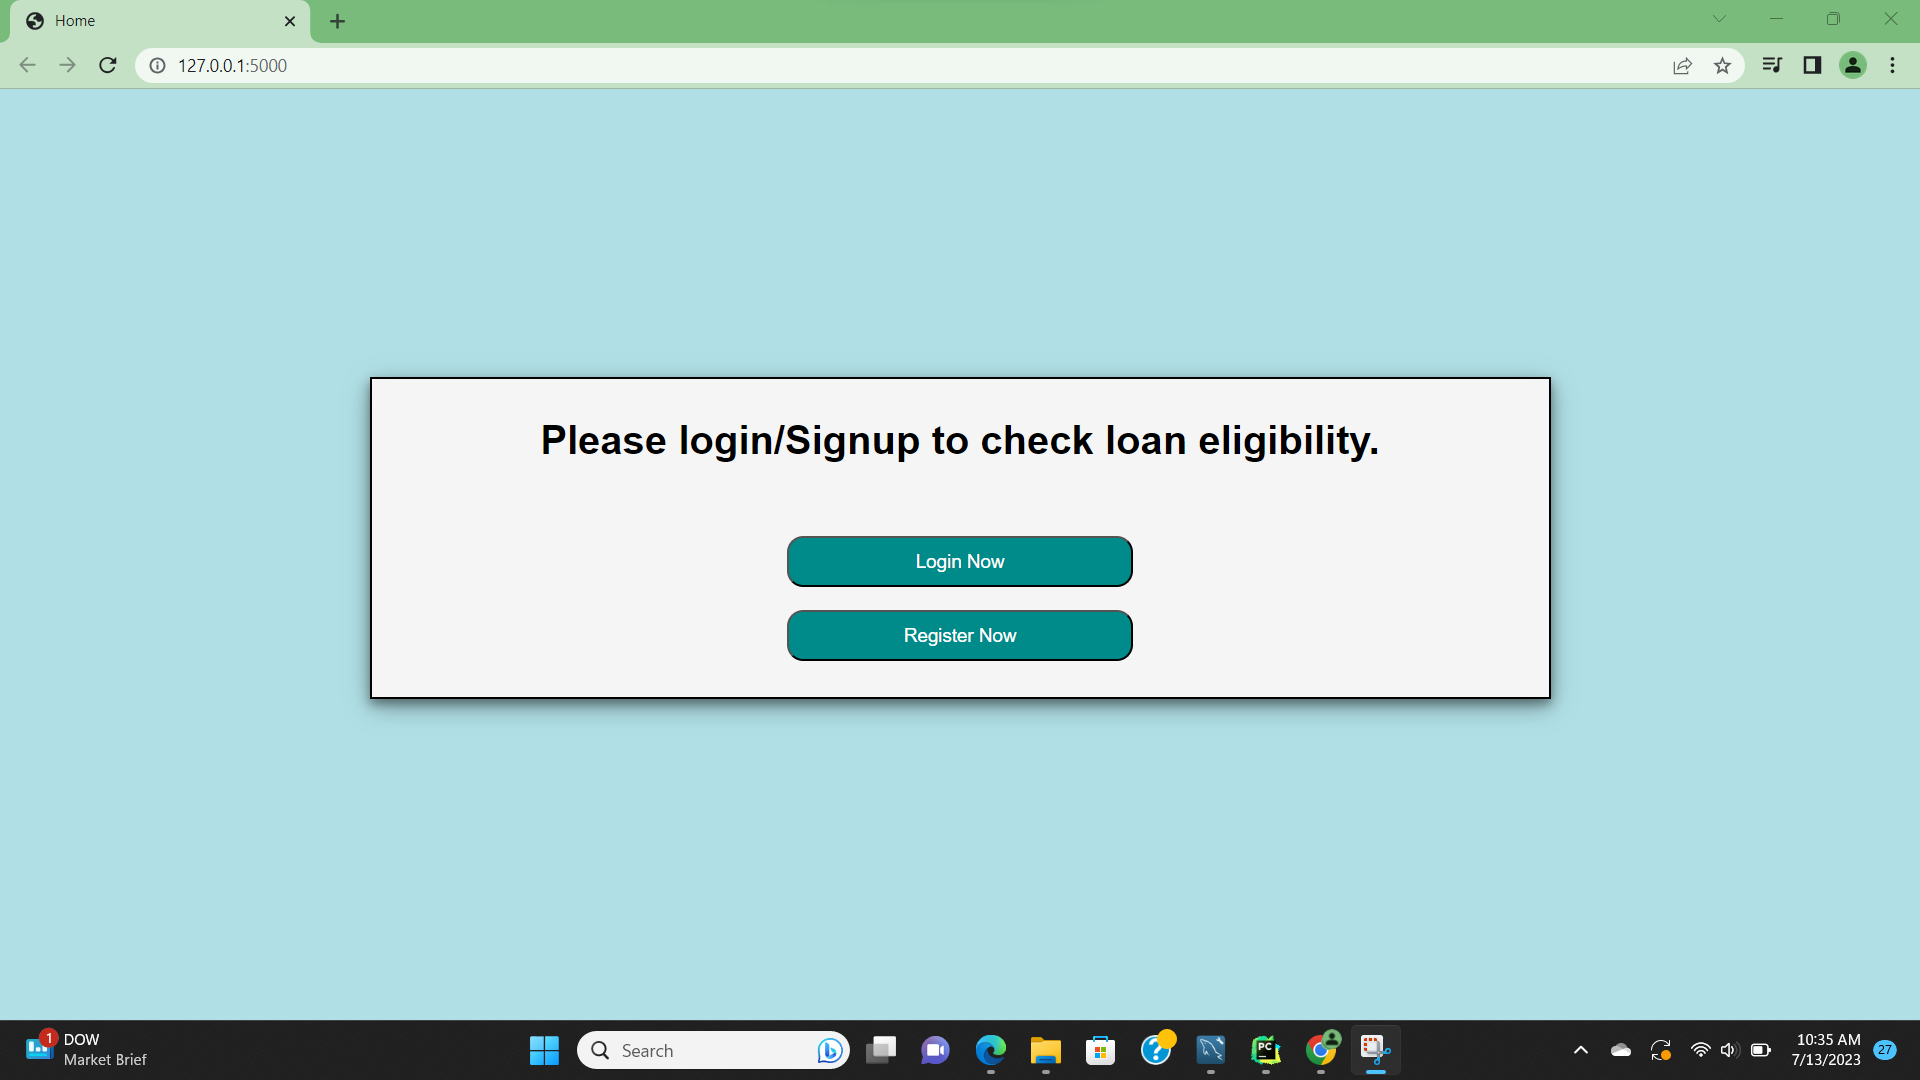 Home
127.0.0.1:5000
Please login/Signup to check loan eligibility.
Login Now
Register Now
1
DOW
Market Brief
Search
PC
10:35 AM
7/13/2023
27